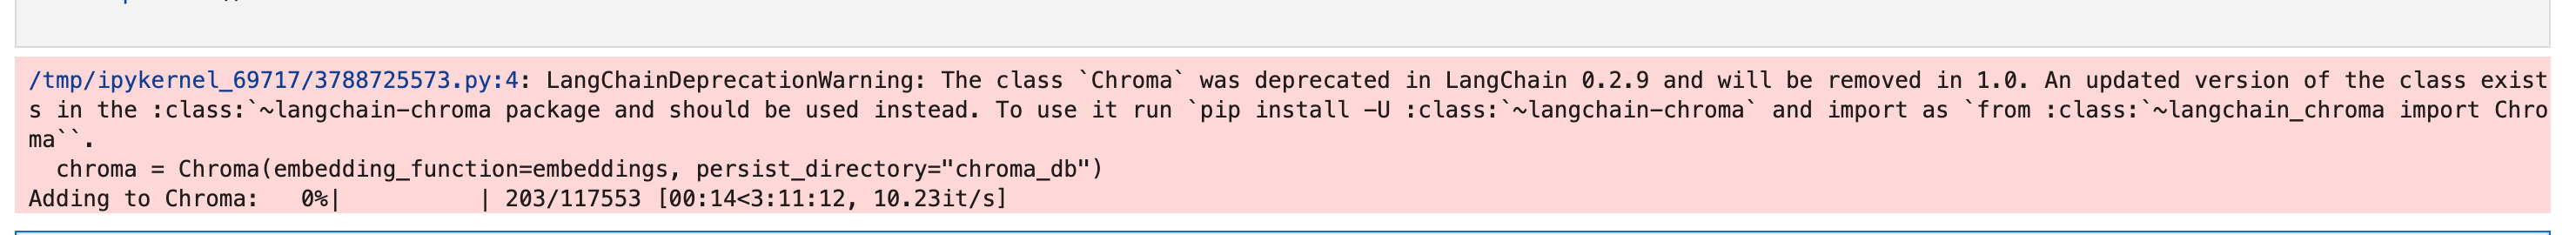 /tmp/ipykernel_69717/3788725573.py:4: LangChainDeprecationWarning: The class `Chroma` was deprecated in LangChain 0.2.9 and will be removed in 1.0. An updated version of the class exist
s in the :class:`~langchain-chroma package and should be used instead. To use it run `pip install -U :class:`~langchain-chroma` and import as `from :class:`~langchain_chroma import Chro
ma``.
  chroma = Chroma(embedding_function=embeddings, persist_directory="chroma_db")
Adding to Chroma:   0%|          | 203/117553 [00:14<3:11:12, 10.23it/s]